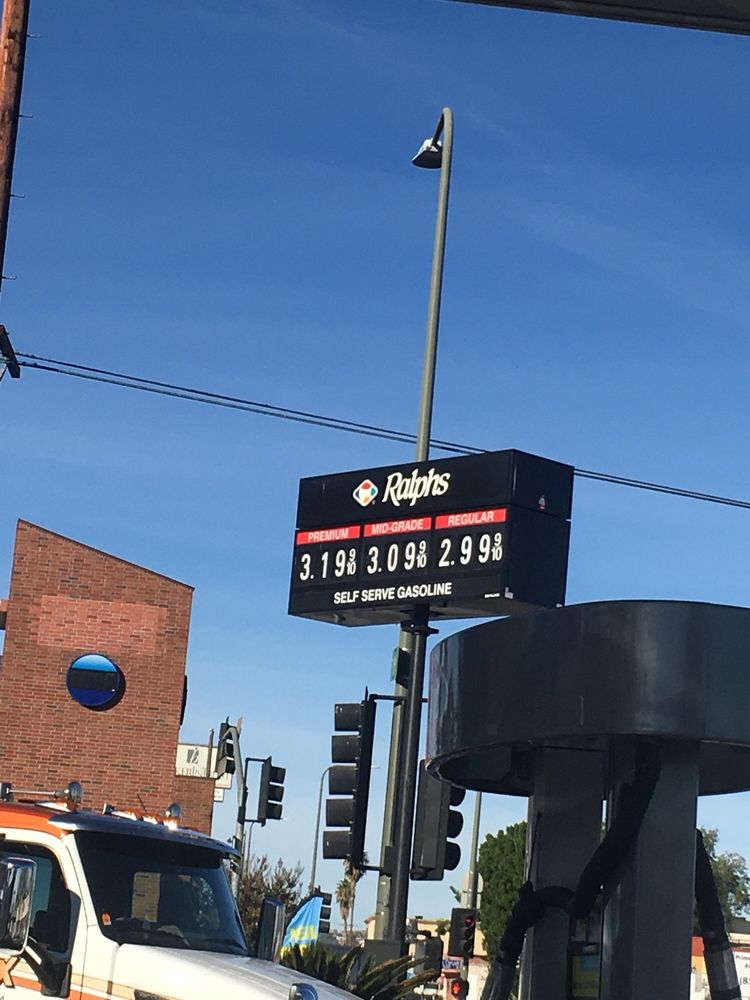 Ralphs
PREMIUM MID-GRADE REGULAR
3.19 9/10 3.09 9/10 2.99 9/10
SELF SERVE GASOLINE